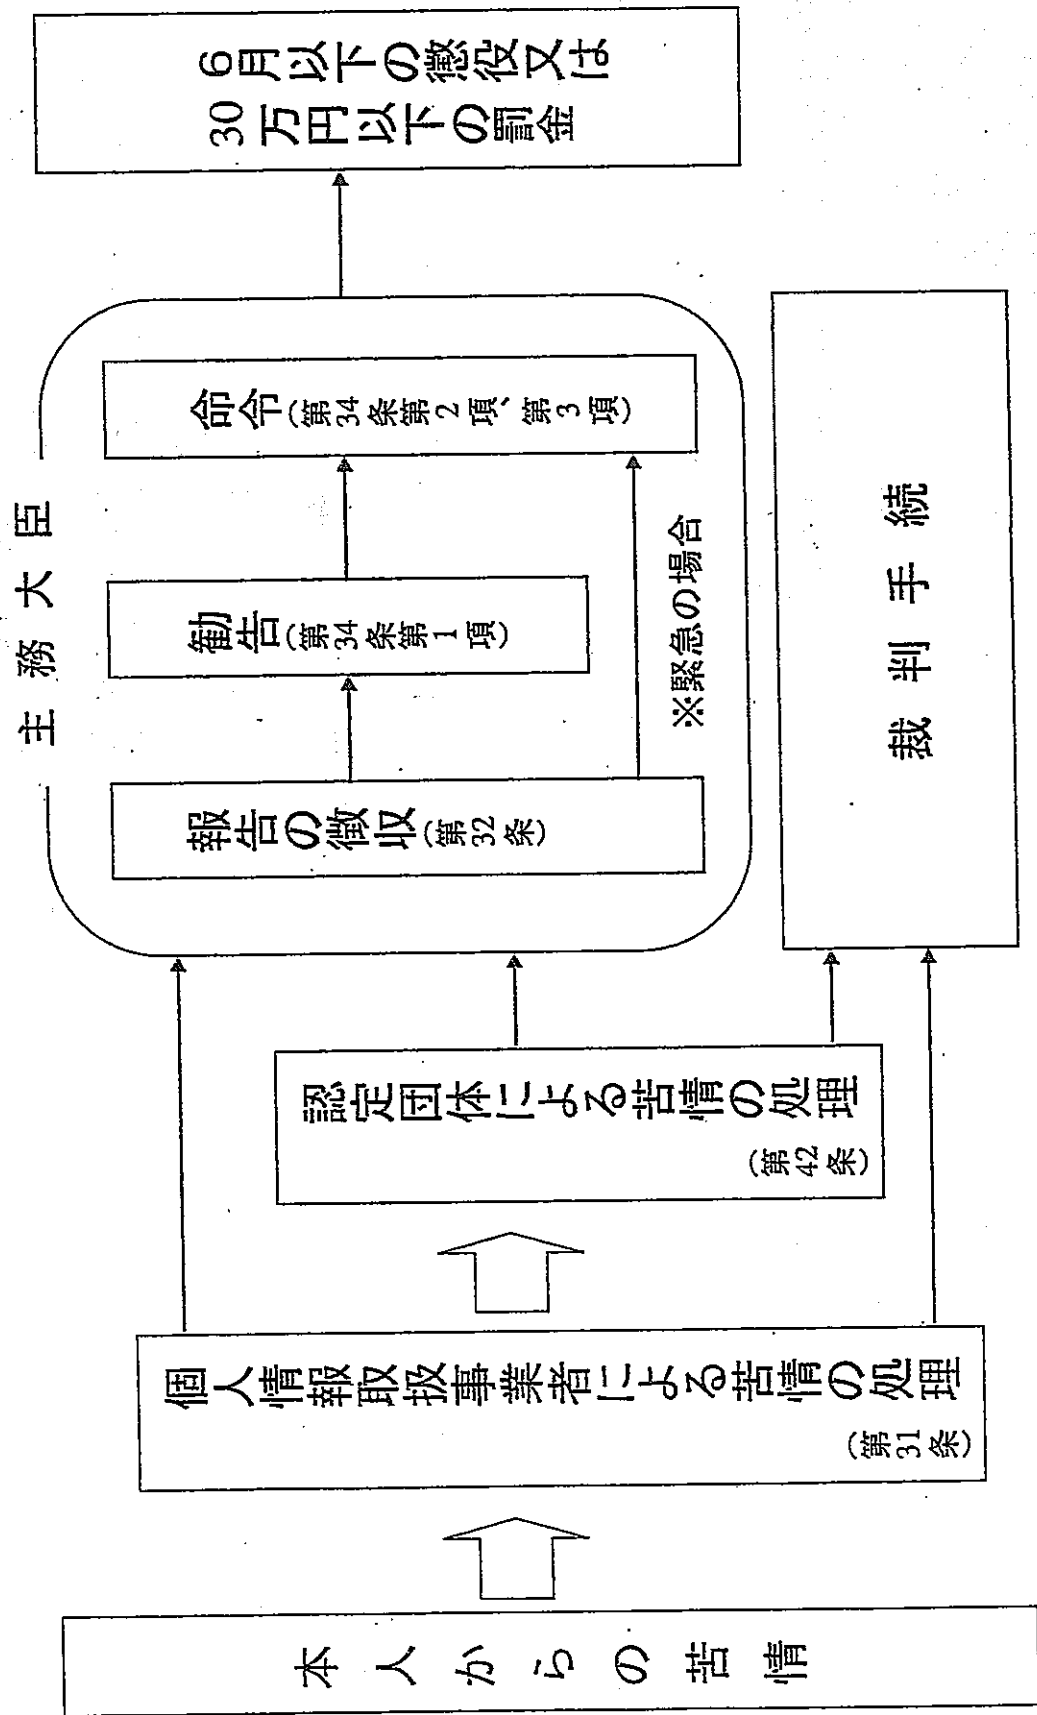 本人からの苦情
個人情報取扱事業者による苦情の処理
（第31条）
認定団体による苦情の処理
（第42条）
主務大臣
報告の徴収（第32条）
勧告（第34条第１項）
命令（第34条第２項、第３項）
※緊急の場合
裁判手続
６月以下の懲役又は
30万円以下の罰金